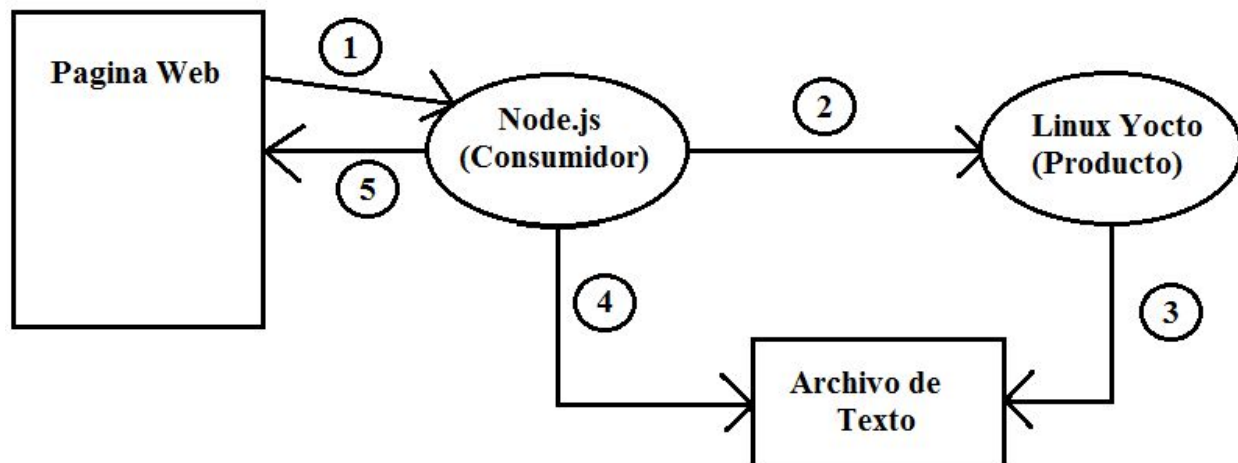 Pagina Web
1
Node.js
(Consumidor)
2
Linux Yocto
(Producto)
5
4
3
Archivo de
Texto